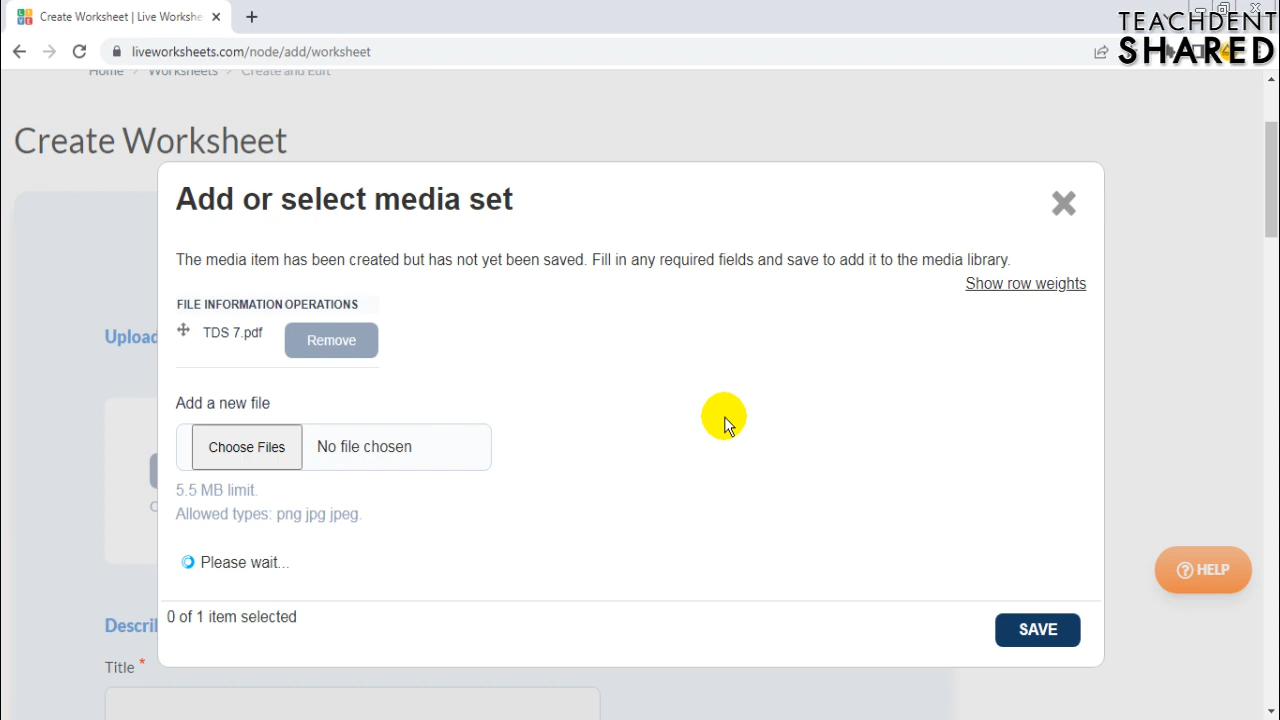 Create Worksheet | Live Workshe
TEACHDENT
SHARED
liveworksheets.com/node/add/worksheet
Home Worksheets Create and Edit
Create Worksheet
Add or select media set
The media item has been created but has not yet been saved. Fill in any required fields and save to add it to the media library.
Show row weights
FILE INFORMATION OPERATIONS
TDS 7.pdf
Remove
Upload
Add a new file
Choose Files No file chosen
5.5 MB limit.
Allowed types: png jpg jpeg.
Please wait...
HELP
0 of 1 item selected
SAVE
Descri
Title *